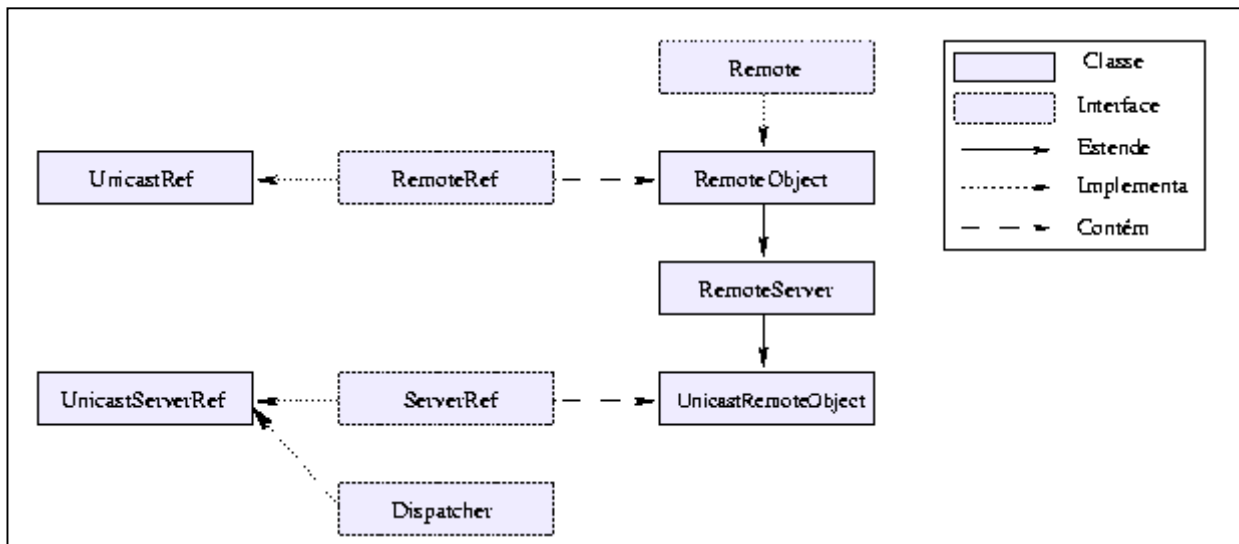 Remote
Classe
Interface
UnicastRef
RemoteRef
RemoteObject
Estende
Implementa
Contém
RemoteServer
UnicastServerRef
ServerRef
UnicastRemoteObject
Dispatcher